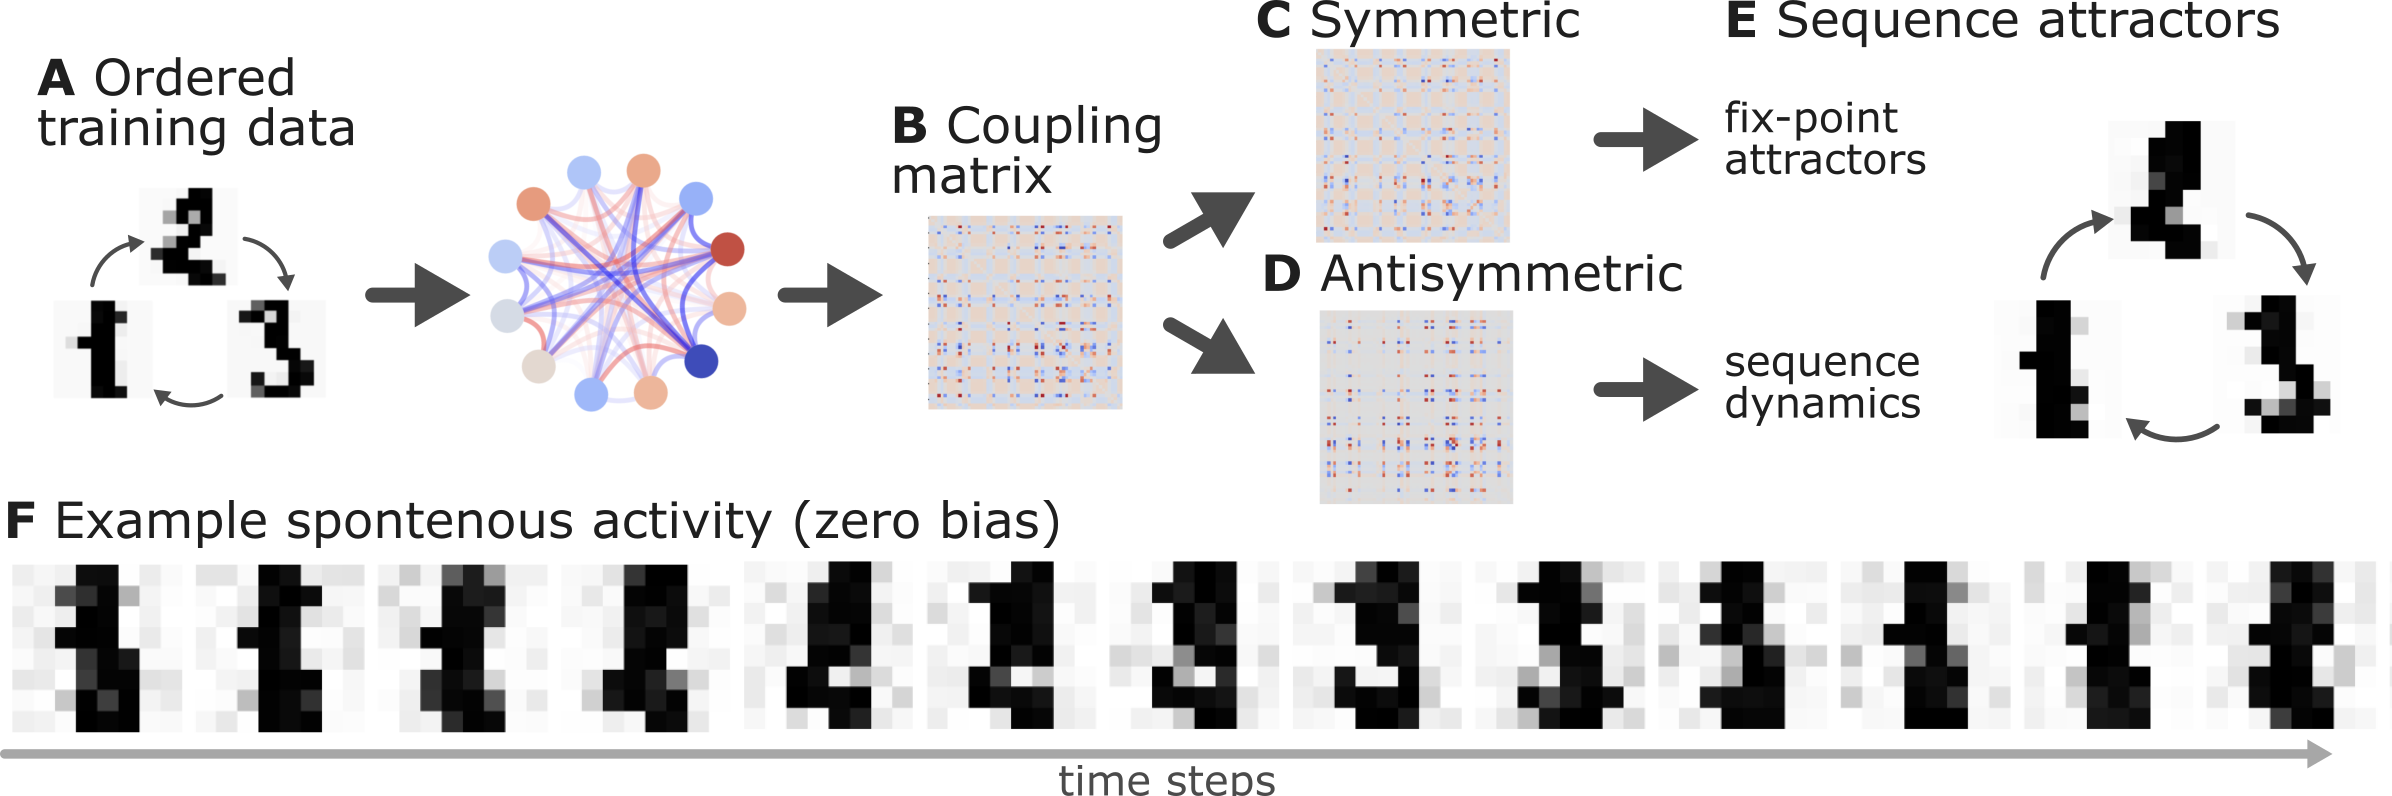 A Ordered
training data
B Coupling
matrix
C Symmetric
D Antisymmetric
fix-point
attractors
sequence
dynamics
E Sequence attractors
F Example spontenous activity (zero bias)
time steps